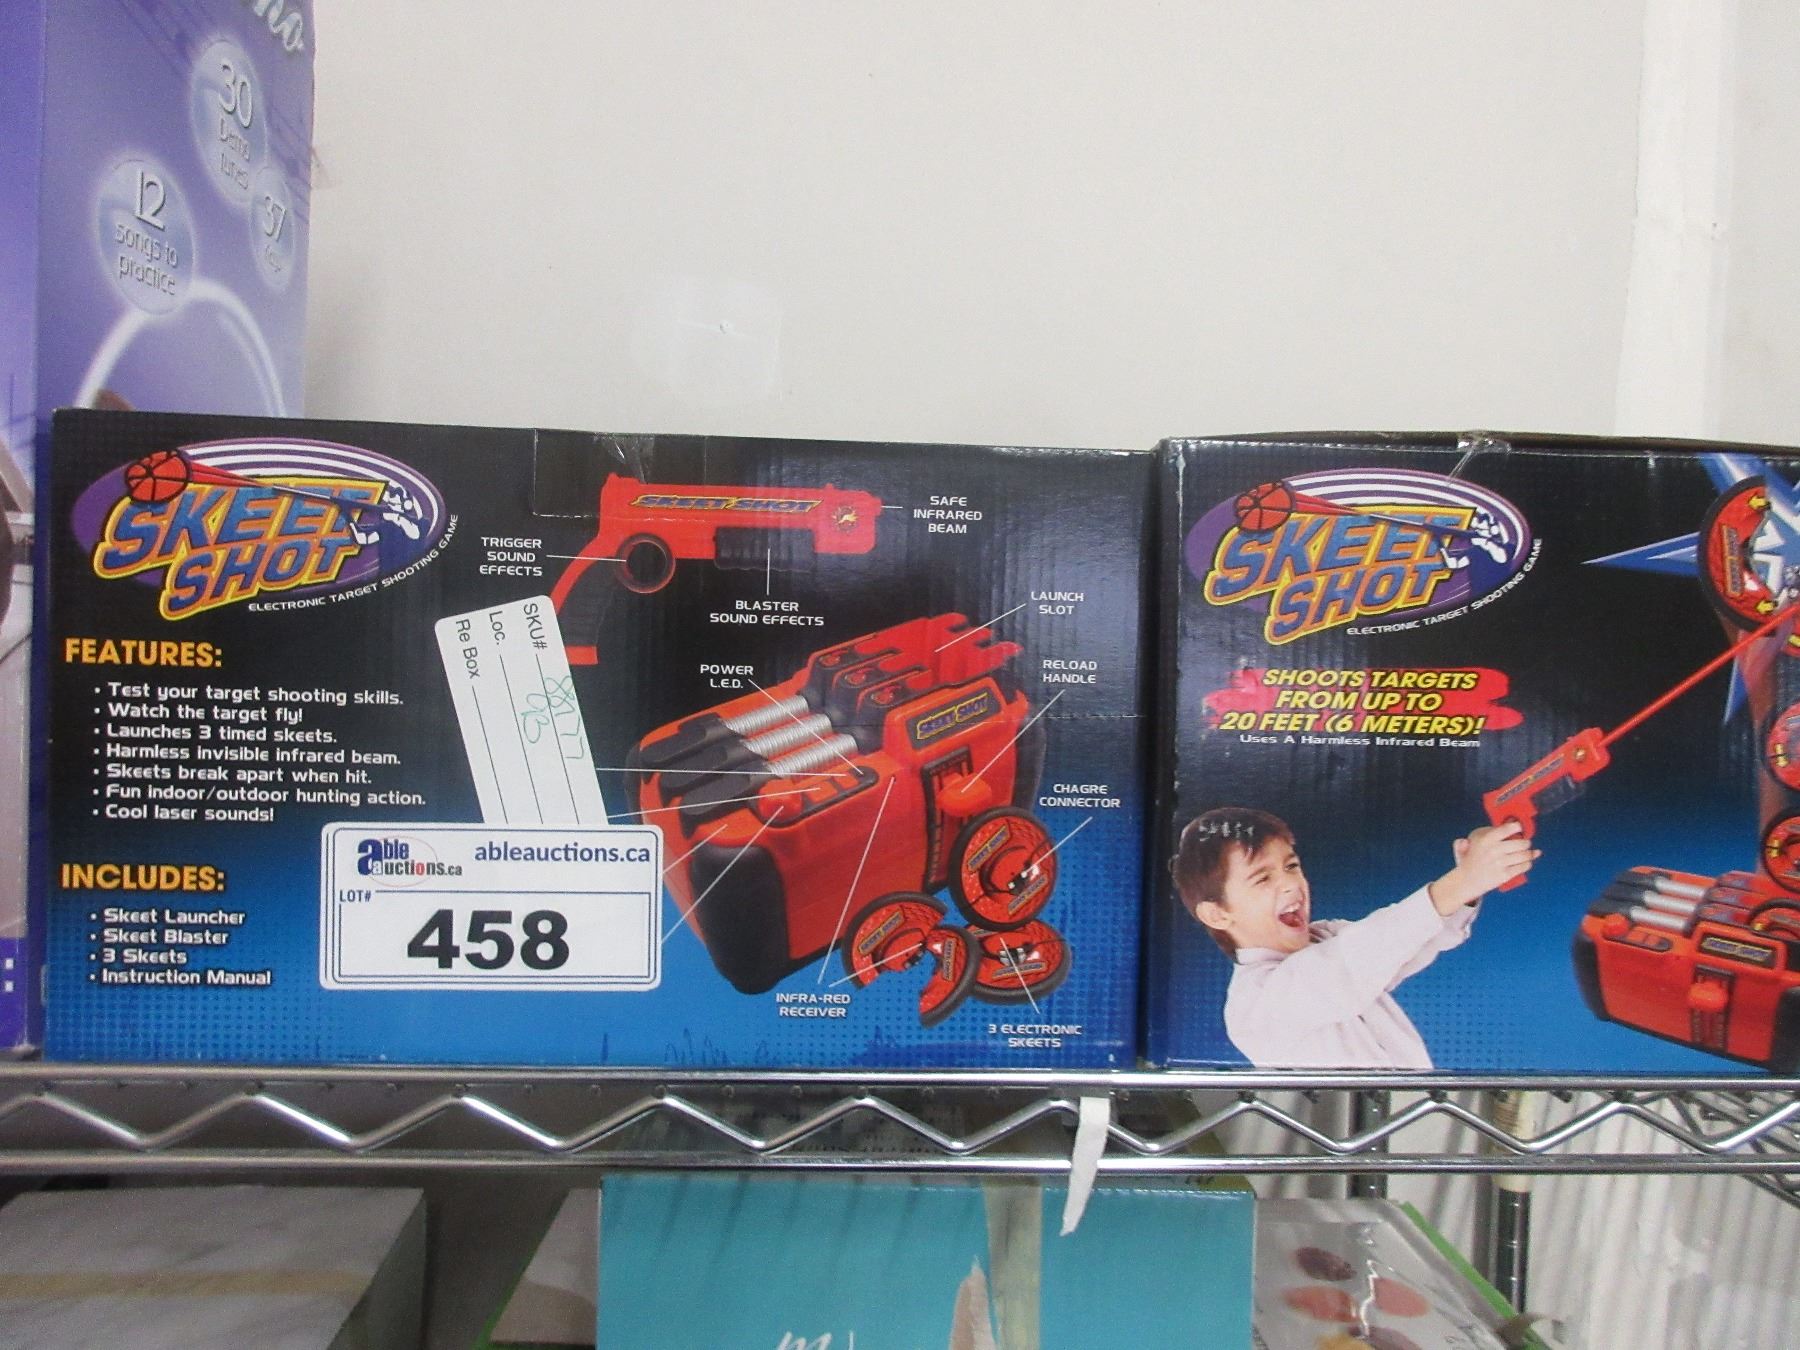 30
Demo
tunes
12
songs to
practice
37
SKEET
SHOT
ELECTRONIC TARGET SHOOTING GAME
FEATURES:
• Test your target shooting skills.
• Watch the target fly!
• Launches 3 timed skeets.
• Harmless invisible infrared beam.
• Skeets break apart when hit.
• Fun indoor/outdoor hunting action.
• Cool laser sounds!
INCLUDES:
• Skeet Launcher
• Skeet Blaster
• 3 Skeets
• Instruction Manual
SKU# 8877
Loc.
Re Box
able auctions.ca
ableauctions.ca
LOT#
458
SKEET SHOT
TRIGGER
SOUND
EFFECTS
SAFE
INFRARED
BEAM
BLASTER
SOUND EFFECTS
LAUNCH
SLOT
POWER
L.E.D.
RELOAD
HANDLE
SKEET SHOT
CHAGRE
CONNECTOR
INFRA-RED
RECEIVER
3 ELECTRONIC
SKEETS
SKEET
SHOT
ELECTRONIC TARGET SHOOTING GAME
SHOOTS TARGETS
FROM UP TO
20 FEET (6 METERS)!
Uses A Harmless Infrared Beam
SKEET SHOT
SKEET SHOT